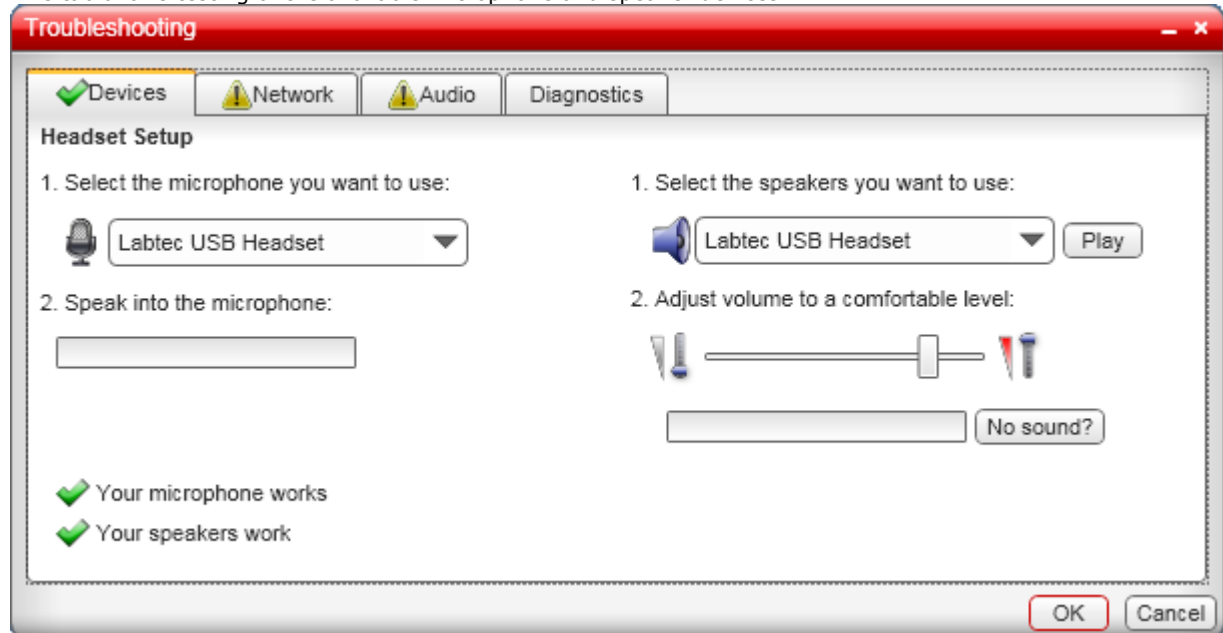 Troubleshooting
Devices
Network
Audio
Diagnostics
Headset Setup
1. Select the microphone you want to use:
Labtec USB Headset
2. Speak into the microphone:
1. Select the speakers you want to use:
Labtec USB Headset
Play
2. Adjust volume to a comfortable level:
No sound?
Your microphone works
Your speakers work
OK
Cancel